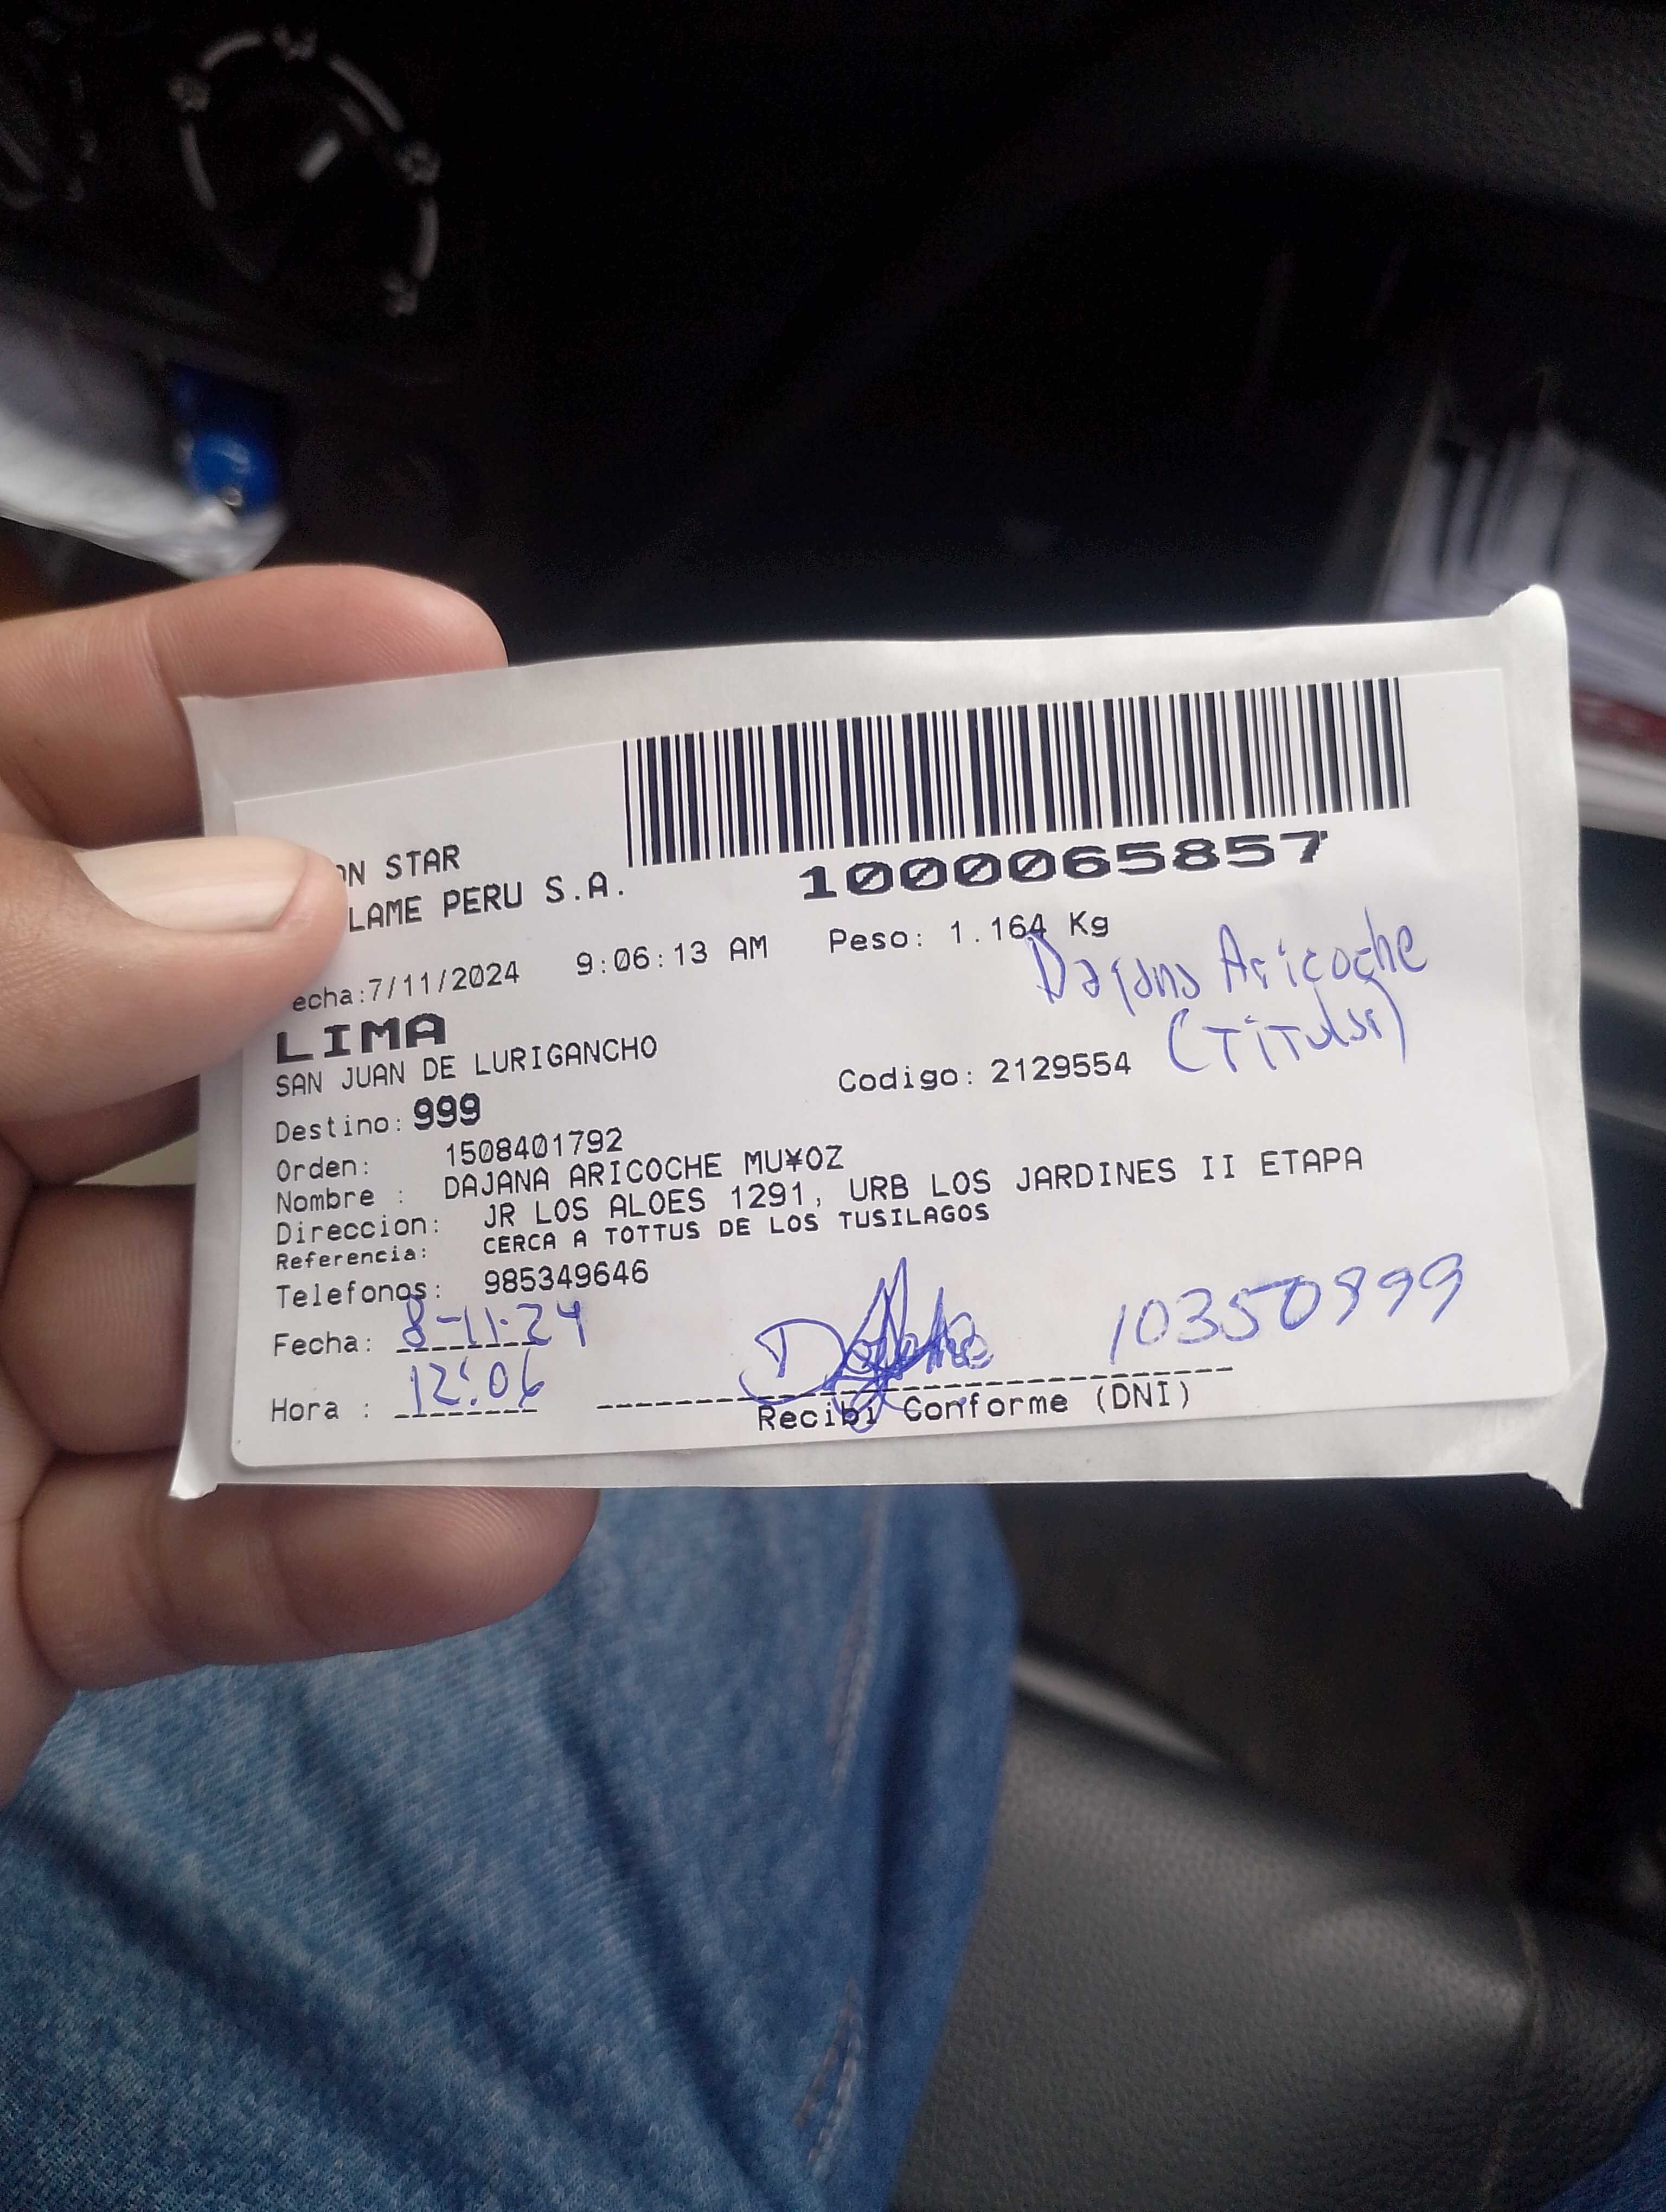 ON STAR
LAME PERU S.A.
1000065857
echa:7/11/2024 9:06:13 AM Peso: 1.164 Kg
Dajana Aricoche
(Titular)
LIMA
SAN JUAN DE LURIGANCHO
Codigo: 2129554
Destino: 999
Orden: 1508401792
Nombre : DAJANA ARICOCHE MU¥OZ
Direccion: JR LOS ALOES 1291, URB LOS JARDINES II ETAPA
Referencia: CERCA A TOTTUS DE LOS TUSILAGOS
Telefonos: 985349646
Fecha: 8-11-24
Hora : 12:06
10350999
Recibi Conforme (DNI)